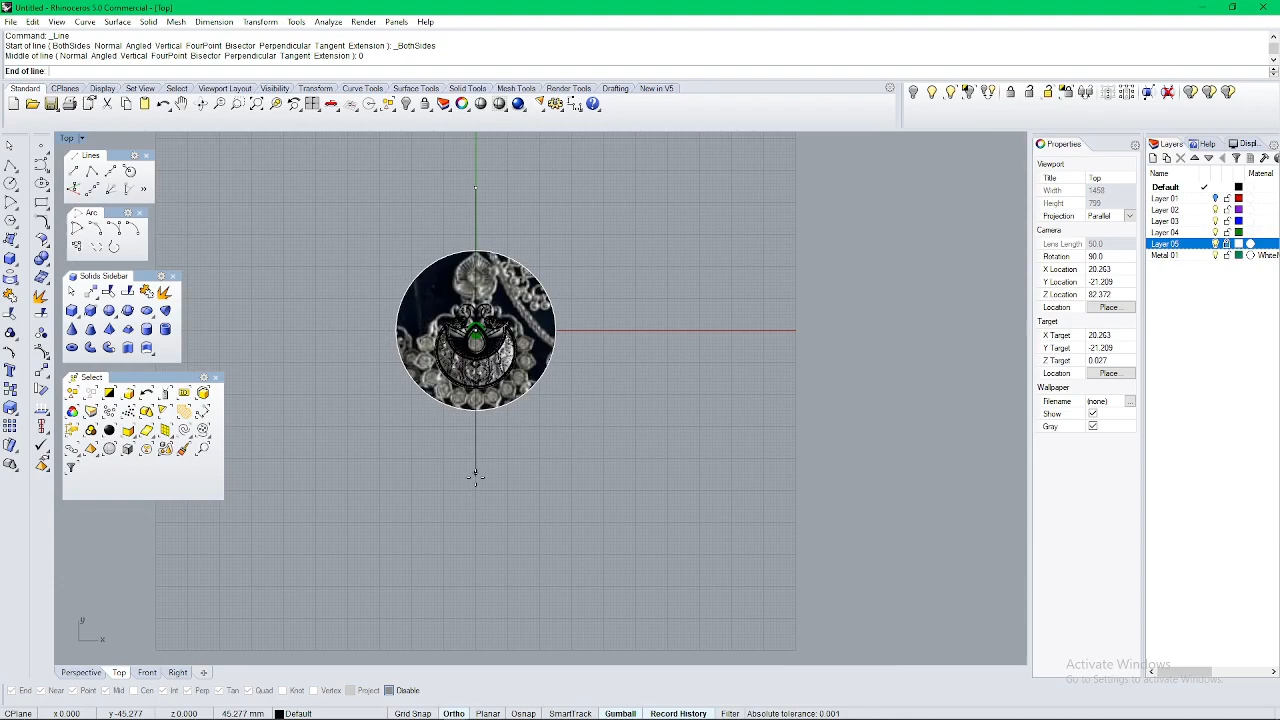 Untitled - Rhinoceros 5.0 Commercial - [Top]
File Edit View Curve Surface Solid Mesh Dimension Transform Tools Analyze Render Panels Help
Command: _Line
Start of line ( BothSides Normal Angled Vertical FourPoint Bisector Perpendicular Tangent Extension ): _BothSides
Middle of line ( Normal Angled Vertical FourPoint Bisector Perpendicular Tangent Extension ): 0
End of line:
Standard CPlanes Display Set View Select Viewport Layout Visibility Transform Curve Tools Surface Tools Solid Tools Mesh Tools Render Tools Drafting New in V5
Top
Lines
Arc
Solids Sidebar
Select
y
x
Properties
Viewport
Title Top
Width 1458
Height 799
Projection Parallel
Camera
Lens Length 50.0
Rotation 90.0
X Location 20.263
Y Location -21.209
Z Location 82.372
Location Place...
Target
X Target 20.263
Y Target -21.209
Z Target 0.027
Location Place...
Wallpaper
Filename (none) ...
Show
Gray
Layers Help Displ...
Name Material
Default
Layer 01
Layer 02
Layer 03
Layer 04
Layer 05
Metal 01 WhiteM
Activate Windows
Go to Settings to activate Windows.
Perspective Top Front Right
End Near Point Mid Cen Int Perp Tan Quad Knot Vertex Project Disable
CPlane x 0.000 y -45.277 z 0.000 45.277 mm Default Grid Snap Ortho Planar Osnap SmartTrack Gumball Record History Filter Absolute tolerance: 0.001